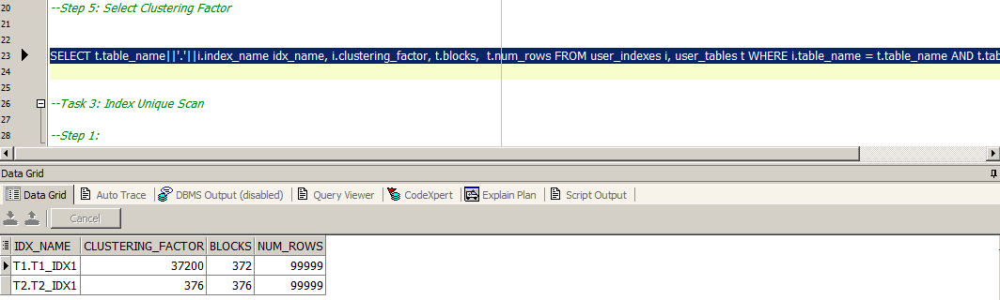 20 --Step 5: Select Clustering Factor
21
22
23 SELECT t.table_name||'.'||i.index_name idx_name, i.clustering_factor, t.blocks,  t.num_rows FROM user_indexes i, user_tables t WHERE i.table_name = t.table_name AND t.tab
24
25
26 --Task 3: Index Unique Scan
27
28 --Step 1:
Data Grid
Data Grid Auto Trace DBMS Output (disabled) Query Viewer CodeXpert Explain Plan Script Output
Cancel
IDX_NAME CLUSTERING_FACTOR BLOCKS NUM_ROWS
T1.T1_IDX1 37200 372 99999
T2.T2_IDX1 376 376 99999